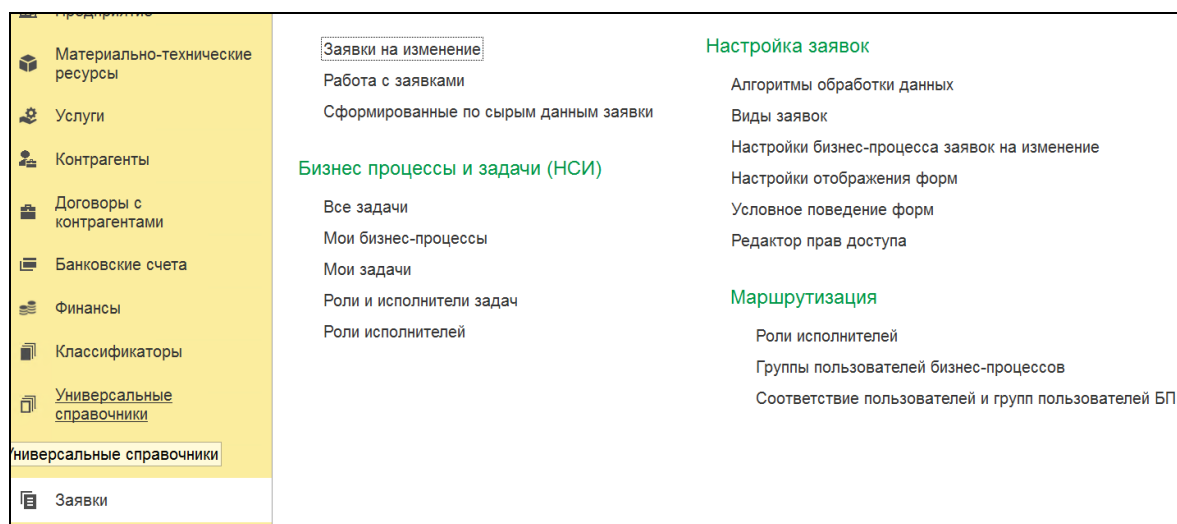 Предприятие
Материально-технические
ресурсы
Услуги
Контрагенты
Договоры с
контрагентами
Банковские счета
Финансы
Классификаторы
Универсальные
справочники
Универсальные справочники
Заявки
Заявки на изменение
Работа с заявками
Сформированные по сырым данным заявки
Бизнес процессы и задачи (НСИ)
Все задачи
Мои бизнес-процессы
Мои задачи
Роли и исполнители задач
Роли исполнителей
Настройка заявок
Алгоритмы обработки данных
Виды заявок
Настройки бизнес-процесса заявок на изменение
Настройки отображения форм
Условное поведение форм
Редактор прав доступа
Маршрутизация
Роли исполнителей
Группы пользователей бизнес-процессов
Соответствие пользователей и групп пользователей БП